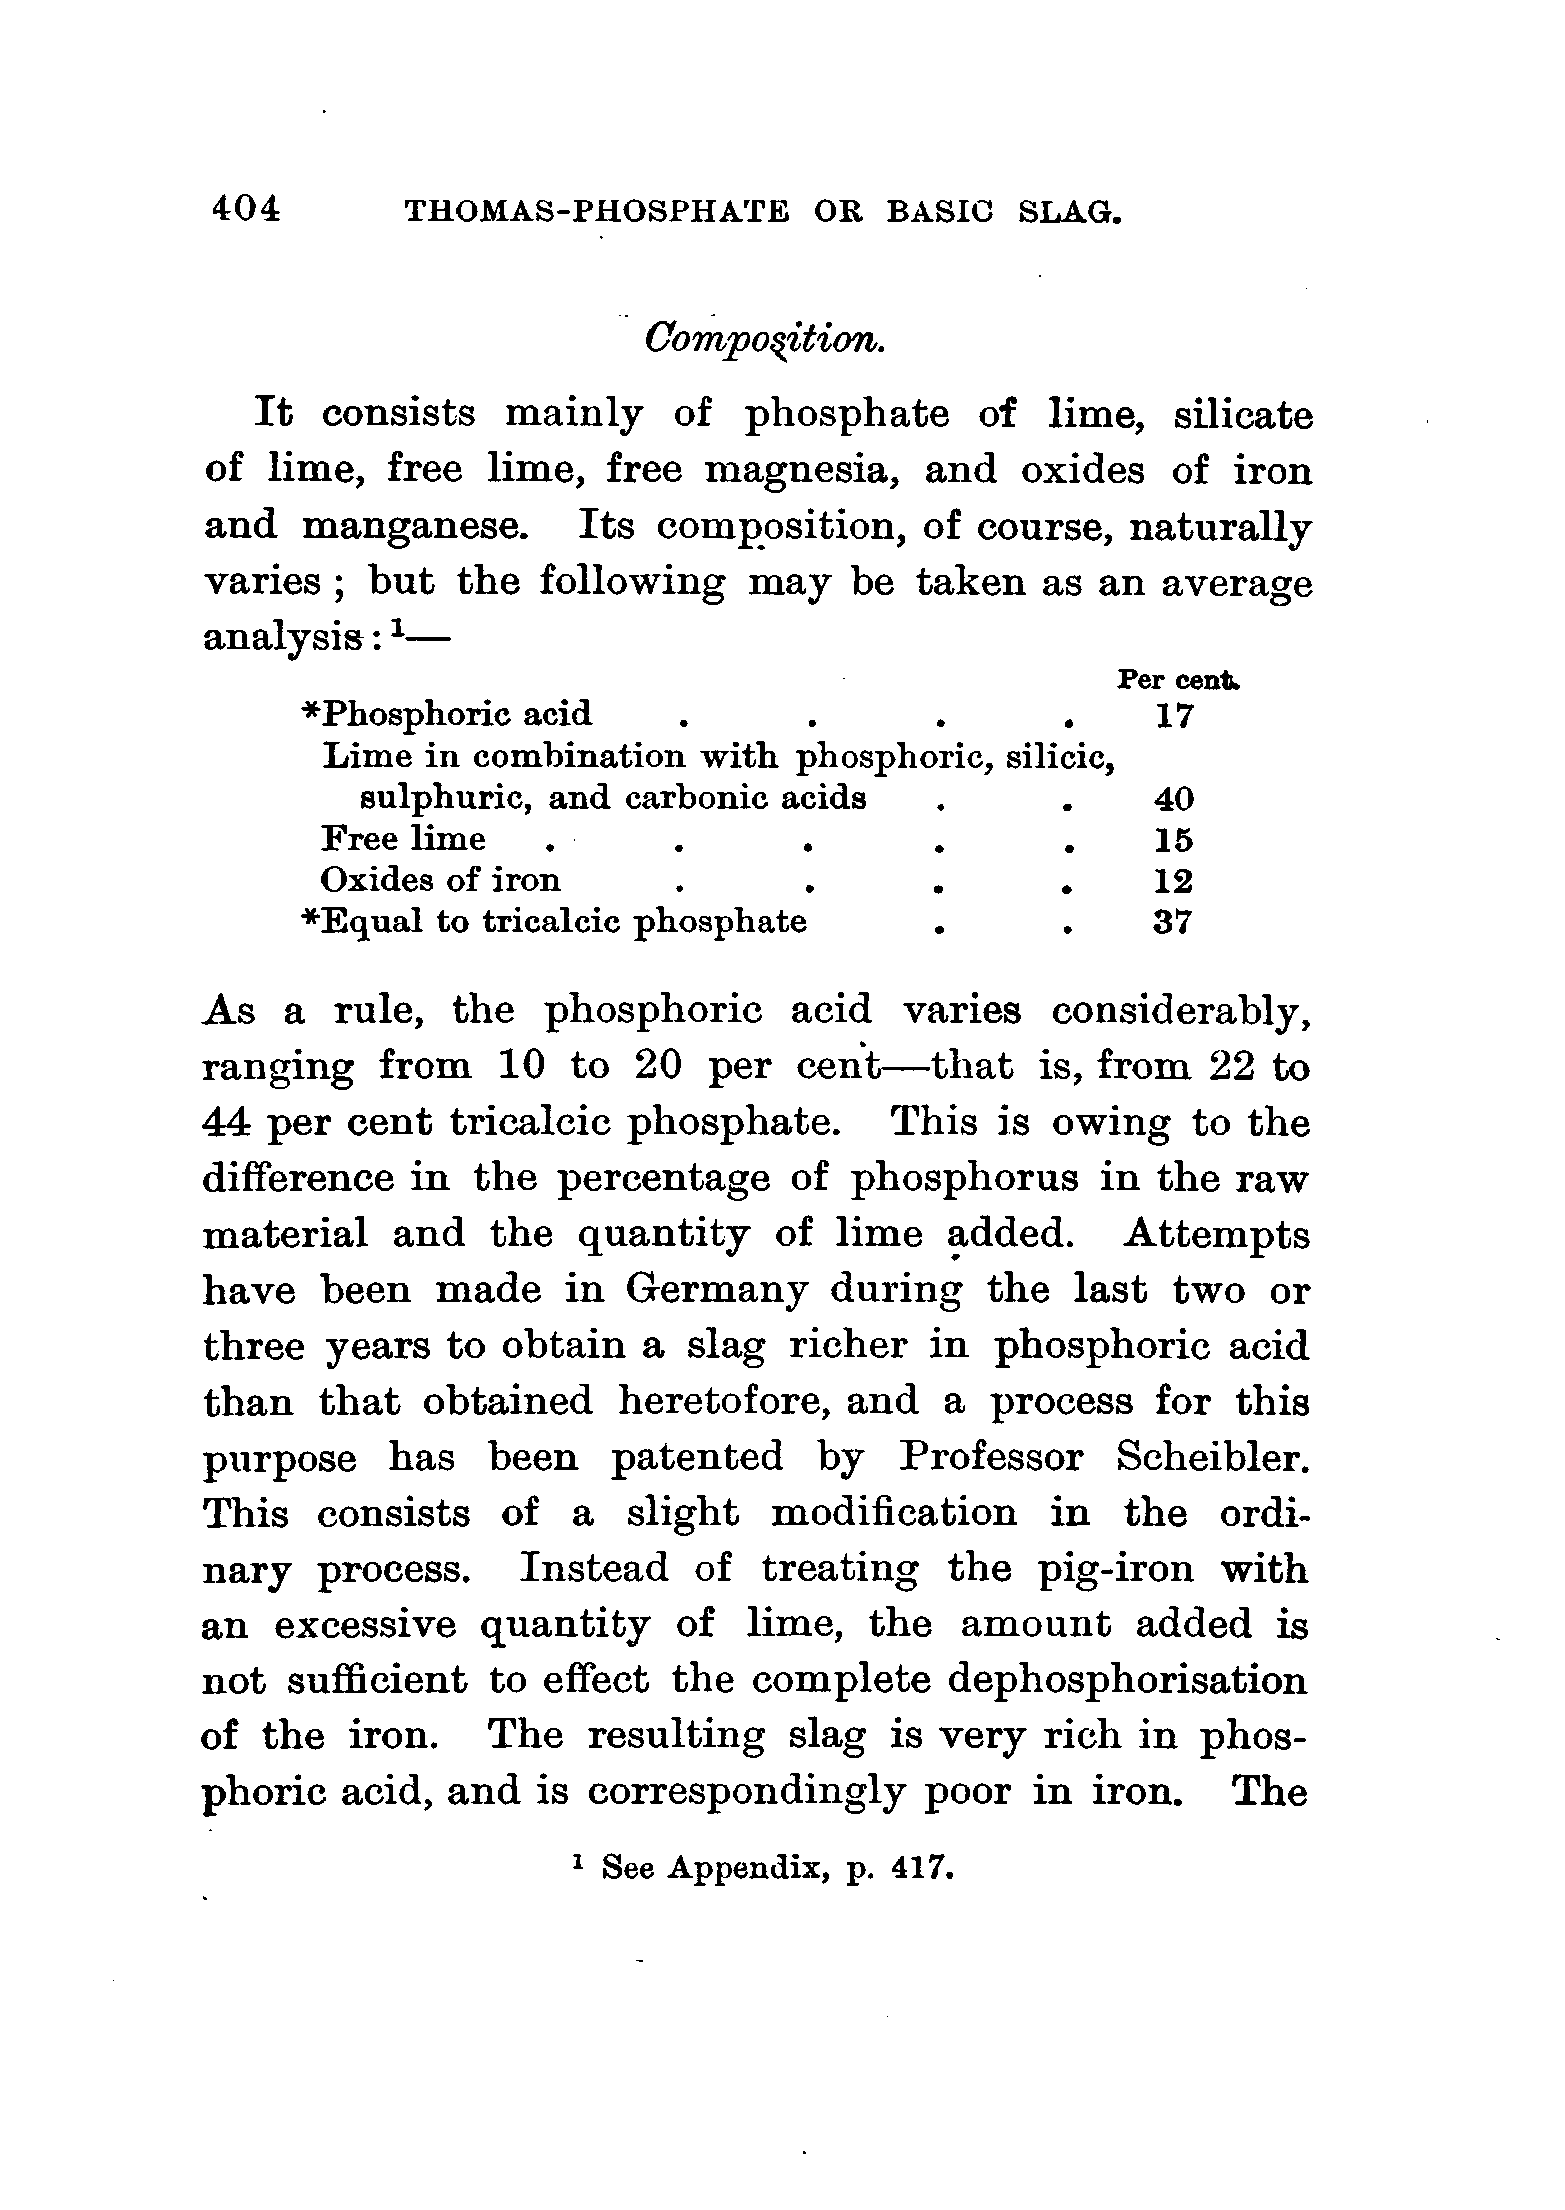 404 THOMAS-PHOSPHATE OR BASIC SLAG.
Composition.
It consists mainly of phosphate of lime, silicate
of lime, free lime, free magnesia, and oxides of iron
and manganese. Its composition, of course, naturally
varies ; but the following may be taken as an average
analysis : ¹—
Per cent.
*Phosphoric acid . . . . 17
Lime in combination with phosphoric, silicic,
sulphuric, and carbonic acids . . 40
Free lime . . . . . 15
Oxides of iron . . . . 12
*Equal to tricalcic phosphate . . 37
As a rule, the phosphoric acid varies considerably,
ranging from 10 to 20 per cent—that is, from 22 to
44 per cent tricalcic phosphate. This is owing to the
difference in the percentage of phosphorus in the raw
material and the quantity of lime added. Attempts
have been made in Germany during the last two or
three years to obtain a slag richer in phosphoric acid
than that obtained heretofore, and a process for this
purpose has been patented by Professor Scheibler.
This consists of a slight modification in the ordi-
nary process. Instead of treating the pig-iron with
an excessive quantity of lime, the amount added is
not sufficient to effect the complete dephosphorisation
of the iron. The resulting slag is very rich in phos-
phoric acid, and is correspondingly poor in iron. The
¹ See Appendix, p. 417.